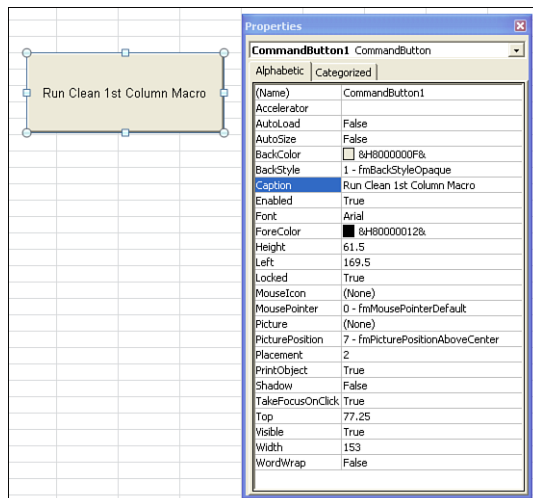 Run Clean 1st Column Macro
Properties
CommandButton1 CommandButton
Alphabetic Categorized
(Name) CommandButton1
Accelerator
AutoLoad False
AutoSize False
BackColor &H8000000F&
BackStyle 1 - fmBackStyleOpaque
Caption Run Clean 1st Column Macro
Enabled True
Font Arial
ForeColor &H80000012&
Height 61.5
Left 169.5
Locked True
MouseIcon (None)
MousePointer 0 - fmMousePointerDefault
Picture (None)
PicturePosition 7 - fmPicturePositionAboveCenter
Placement 2
PrintObject True
Shadow False
TakeFocusOnClick True
Top 77.25
Visible True
Width 153
WordWrap False